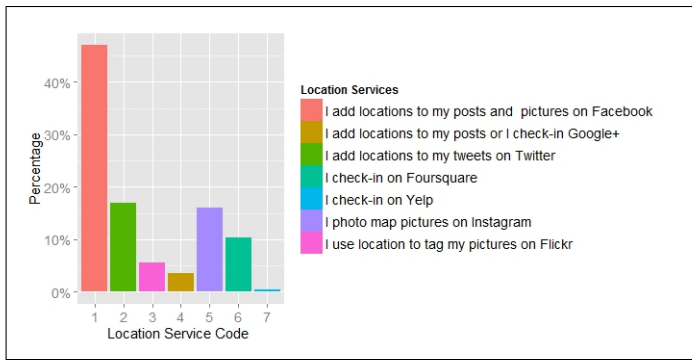 Percentage
40%
30%
20%
10%
0%
1 2 3 4 5 6 7
Location Service Code
Location Services
I add locations to my posts and  pictures on Facebook
I add locations to my posts or I check-in Google+
I add locations to my tweets on Twitter
I check-in on Foursquare
I check-in on Yelp
I photo map pictures on Instagram
I use location to tag my pictures on Flickr